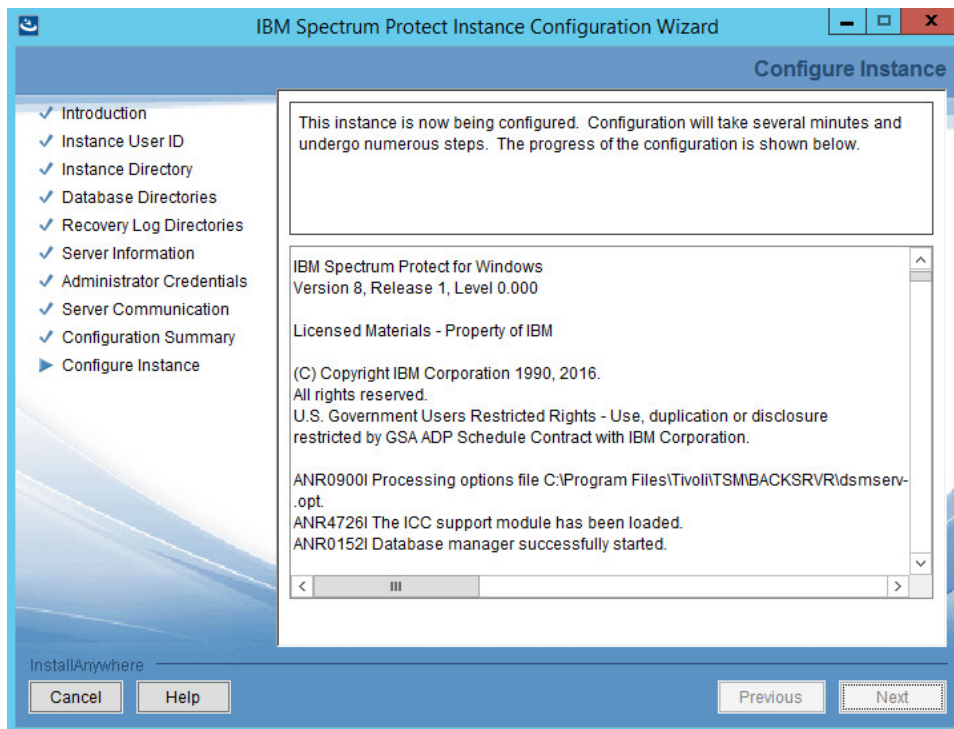 IBM Spectrum Protect Instance Configuration Wizard
Configure Instance
Introduction
Instance User ID
Instance Directory
Database Directories
Recovery Log Directories
Server Information
Administrator Credentials
Server Communication
Configuration Summary
Configure Instance
This instance is now being configured. Configuration will take several minutes and
undergo numerous steps. The progress of the configuration is shown below.
IBM Spectrum Protect for Windows
Version 8, Release 1, Level 0.000
Licensed Materials - Property of IBM
(C) Copyright IBM Corporation 1990, 2016.
All rights reserved.
U.S. Government Users Restricted Rights - Use, duplication or disclosure
restricted by GSA ADP Schedule Contract with IBM Corporation.
ANR0900I Processing options file C:\Program Files\Tivoli\TSM\BACKSRVR\dsmserv-
.opt.
ANR4726I The ICC support module has been loaded.
ANR0152I Database manager successfully started.
InstallAnywhere
Cancel
Help
Previous
Next